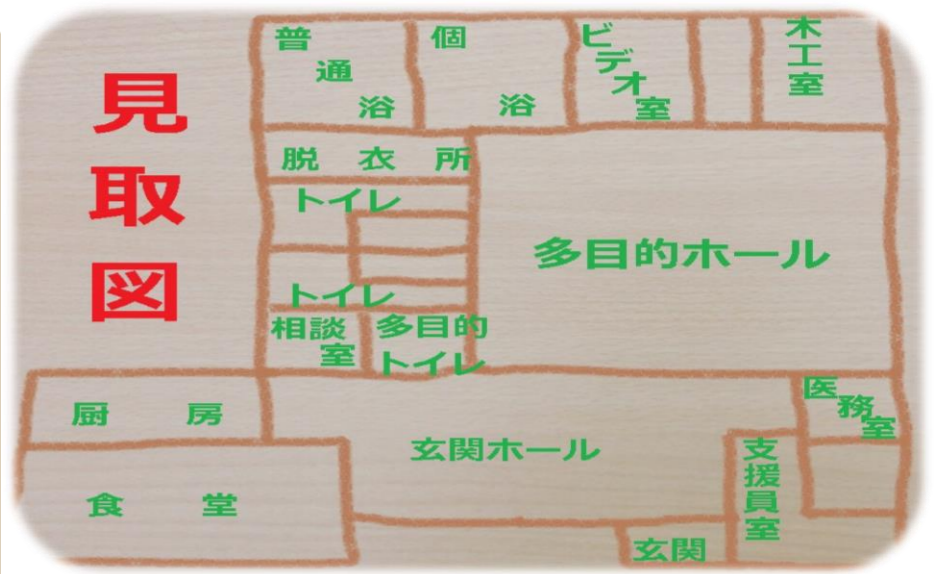 見取図
普通浴
個浴
ビデオ室
木工室
脱衣所
トイレ
多目的ホール
トイレ
相談室
多目的トイレ
厨房
玄関ホール
医務室
支援員室
食堂
玄関